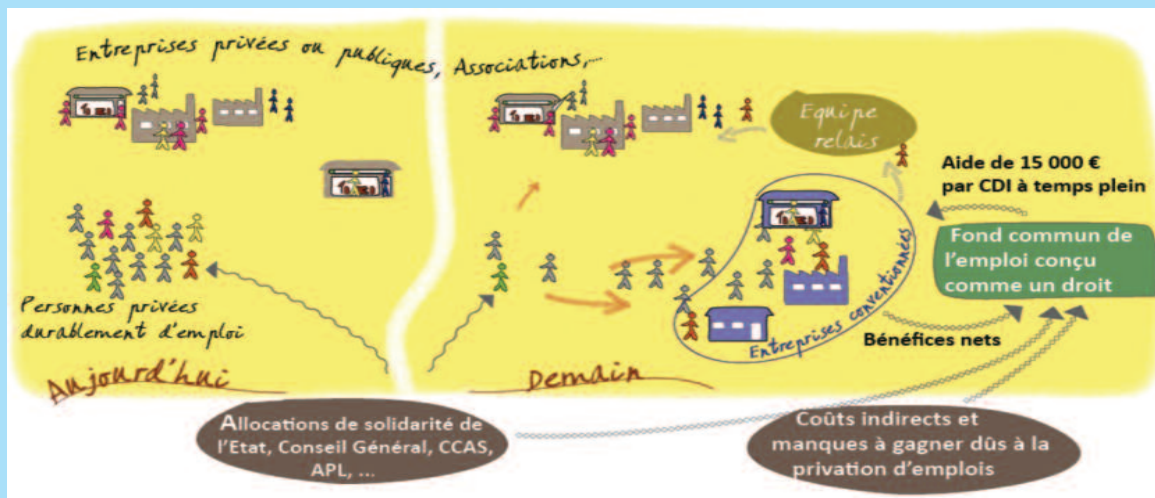 Entreprises privées ou publiques, Associations,...
Equipe
relais
Aide de 15 000 €
par CDI à temps plein
Fond commun de
l'emploi conçu
comme un droit
Entreprises conventionnées
Bénéfices nets
Personnes privées
durablement d'emploi
Aujourd'hui
Demain
Allocations de solidarité de
l'Etat, Conseil Général, CCAS,
APL, ...
Coûts indirects et
manques à gagner dûs à la
privation d'emplois